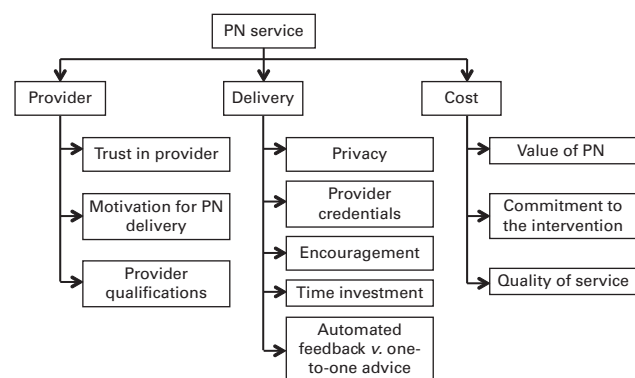 PN service
Provider
Delivery
Cost
Trust in provider
Motivation for PN
delivery
Provider
qualifications
Privacy
Provider
credentials
Encouragement
Time investment
Automated
feedback v. one-
to-one advice
Value of PN
Commitment to
the intervention
Quality of service